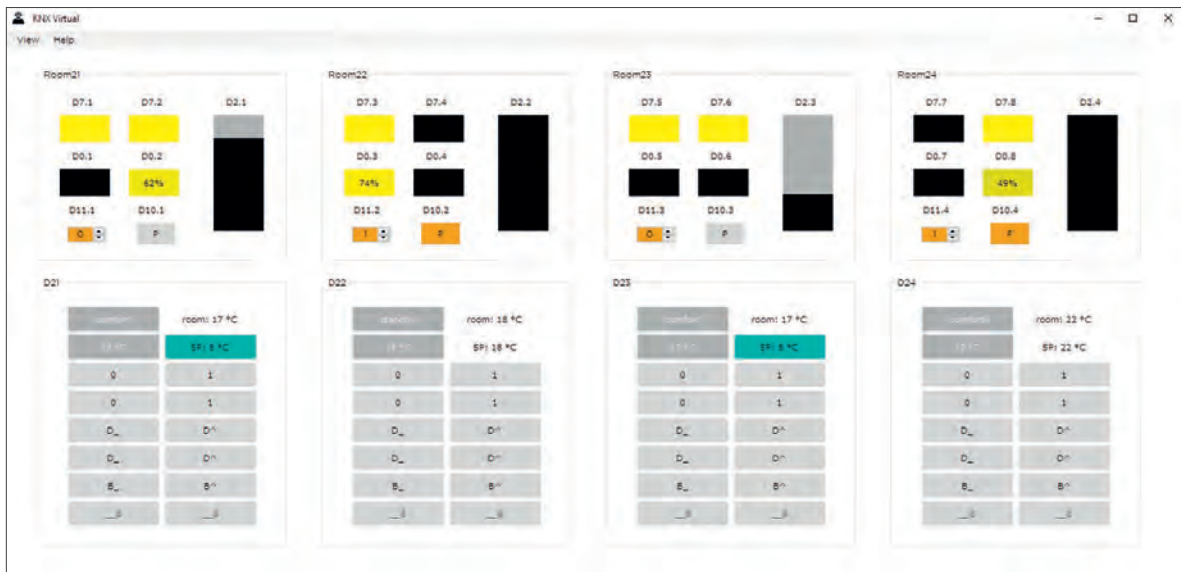 KNX Virtual
View Help
Room21 Room22 Room23 Room24
D7.1 D7.2 D2.1 D7.3 D7.4 D2.2 D7.5 D7.6 D2.3 D7.7 D7.8 D2.4
D0.1 D0.2 D0.3 D0.4 D0.5 D0.6 D0.7 D0.8
62% 74% 49%
D11.1 D10.1 D11.2 D10.2 D11.3 D10.3 D11.4 D10.4
0 P 1 P 0 P 1 P
D21 D22 D23 D24
room: 17 °C room: 18 °C room: 17 °C room: 22 °C
SP: 18 °C SP: 22 °C
0 1 0 1 0 1 0 1
0 1 0 1 0 1 0 1
D_ D^ D_ D^ D_ D^ D_ D^
D_ D^ D_ D^ D_ D^ D_ D^
B_ B^ B_ B^ B_ B^ B_ B^